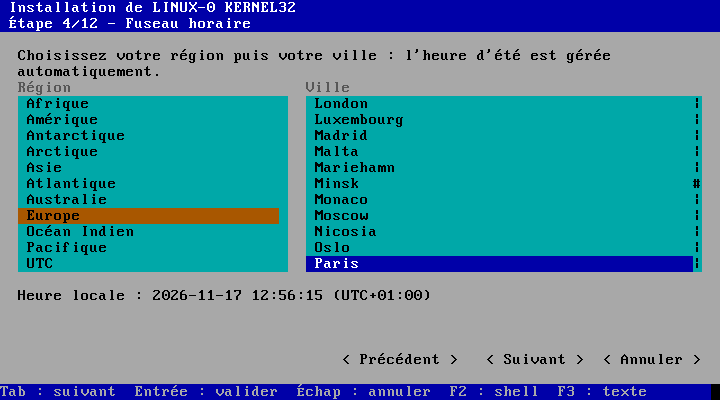 Installation de LINUX-0 KERNEL32
Étape 4/12 - Fuseau horaire
Choisissez votre région puis votre ville : l'heure d'été est gérée
automatiquement.
Région
Ville
Afrique
Amérique
Antarctique
Arctique
Asie
Atlantique
Australie
Europe
Océan Indien
Pacifique
UTC
London
Luxembourg
Madrid
Malta
Mariehamn
Minsk
#
Monaco
Moscow
Nicosia
Oslo
Paris
Heure locale : 2026-11-17 12:56:15 (UTC+01:00)
< Précédent > < Suivant > < Annuler >
Tab : suivant Entrée : valider Échap : annuler F2 : shell F3 : texte